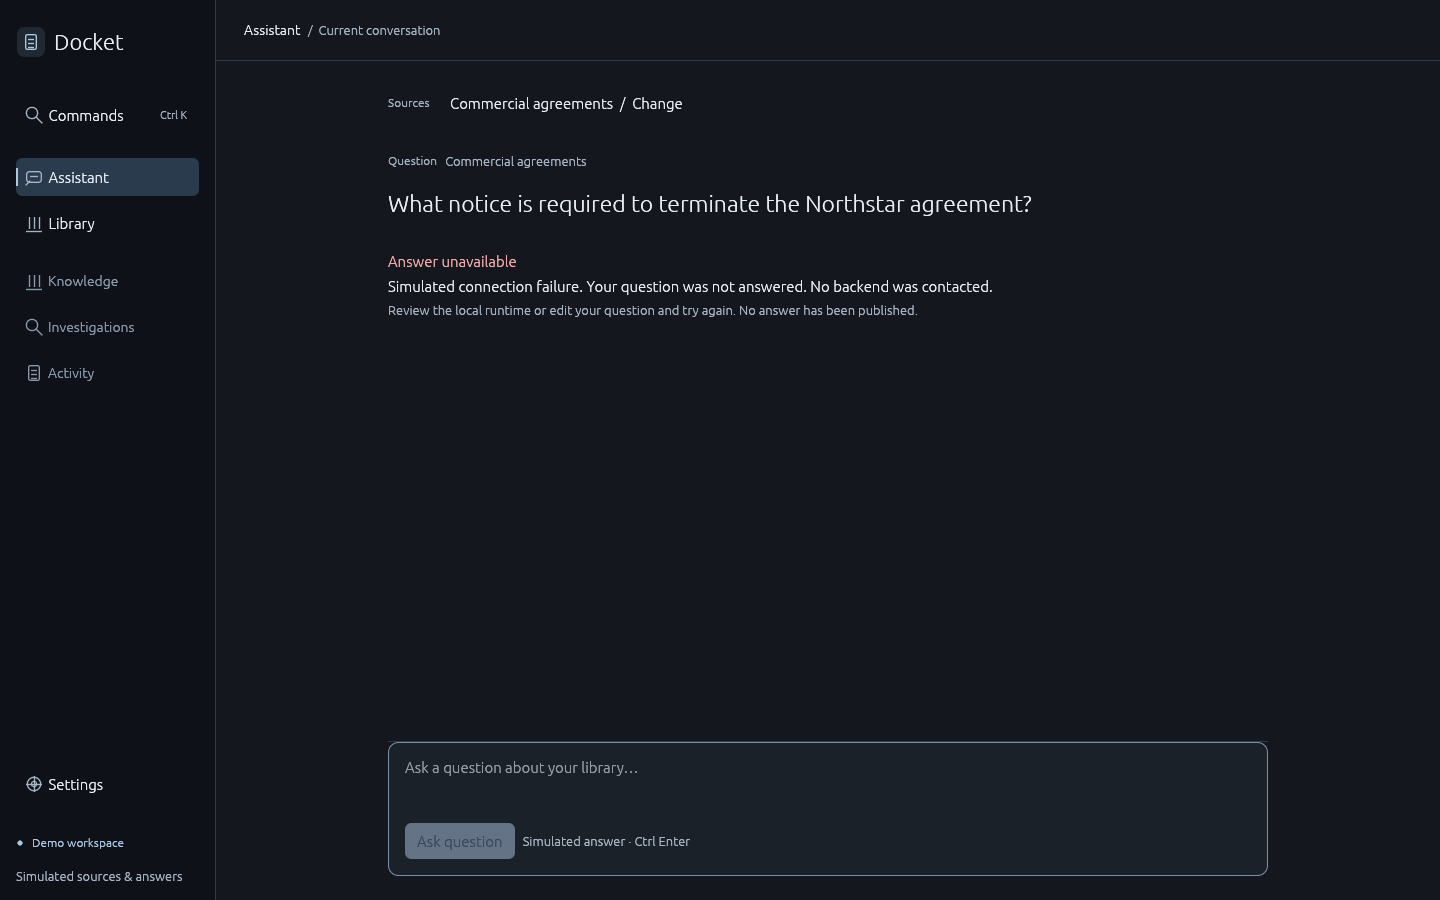 Docket
Commands Ctrl K
Assistant
Library
Knowledge
Investigations
Activity
Settings
Demo workspace
Simulated sources & answers
Assistant / Current conversation
Sources Commercial agreements / Change
Question Commercial agreements
What notice is required to terminate the Northstar agreement?
Answer unavailable
Simulated connection failure. Your question was not answered. No backend was contacted.
Review the local runtime or edit your question and try again. No answer has been published.
Ask a question about your library…
Ask question Simulated answer · Ctrl Enter